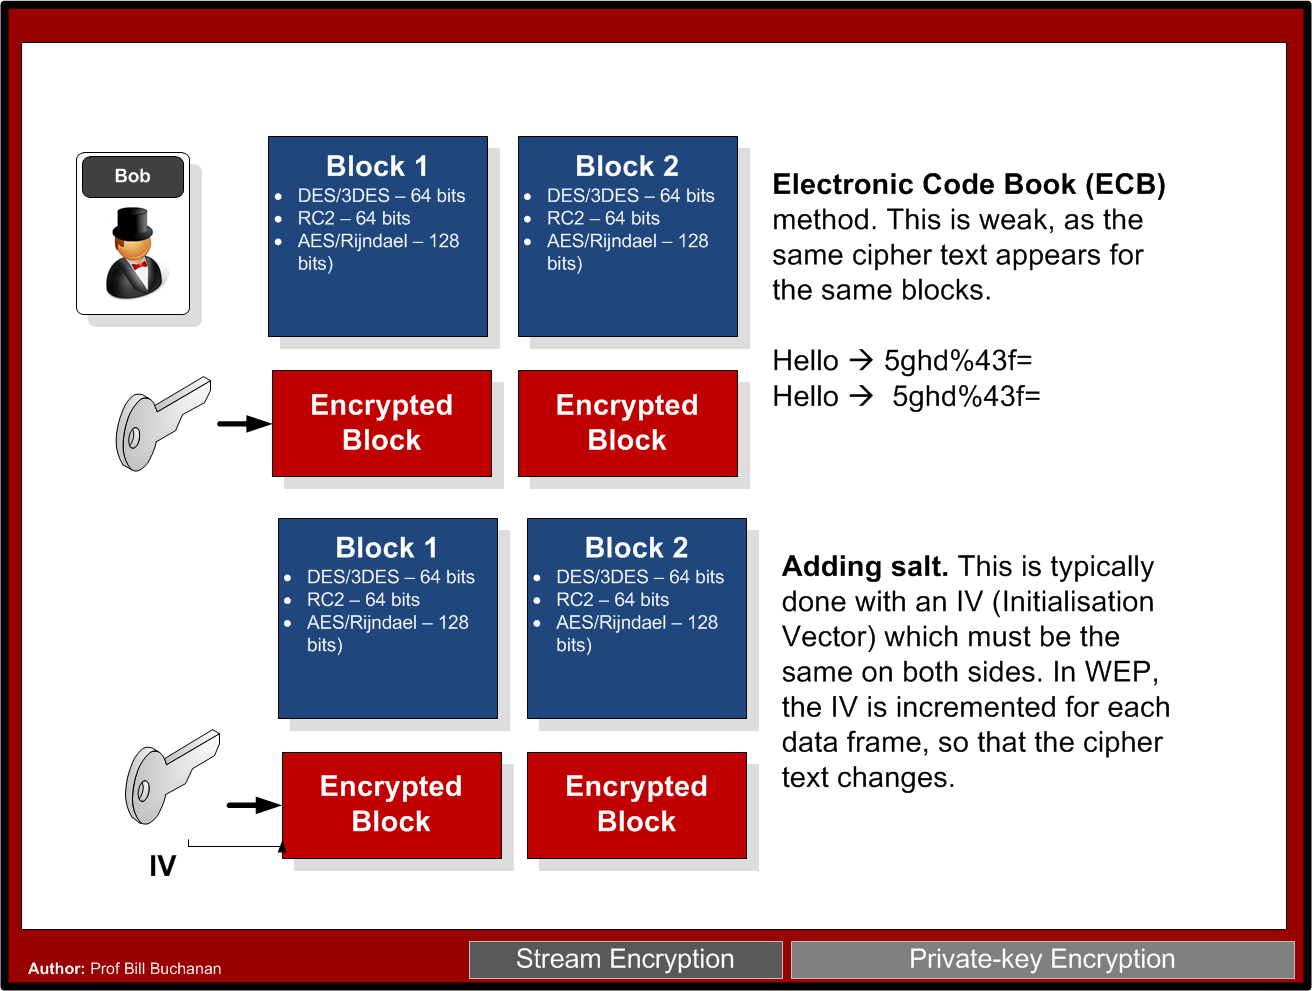 Bob
Block 1
• DES/3DES – 64 bits
• RC2 – 64 bits
• AES/Rijndael – 128
bits)
Block 2
• DES/3DES – 64 bits
• RC2 – 64 bits
• AES/Rijndael – 128
bits)
Electronic Code Book (ECB)
method. This is weak, as the
same cipher text appears for
the same blocks.
Hello → 5ghd%43f=
Hello → 5ghd%43f=
Encrypted
Block
Encrypted
Block
Block 1
• DES/3DES – 64 bits
• RC2 – 64 bits
• AES/Rijndael – 128
bits)
Block 2
• DES/3DES – 64 bits
• RC2 – 64 bits
• AES/Rijndael – 128
bits)
Adding salt. This is typically
done with an IV (Initialisation
Vector) which must be the
same on both sides. In WEP,
the IV is incremented for each
data frame, so that the cipher
text changes.
Encrypted
Block
Encrypted
Block
IV
Author: Prof Bill Buchanan
Stream Encryption
Private-key Encryption